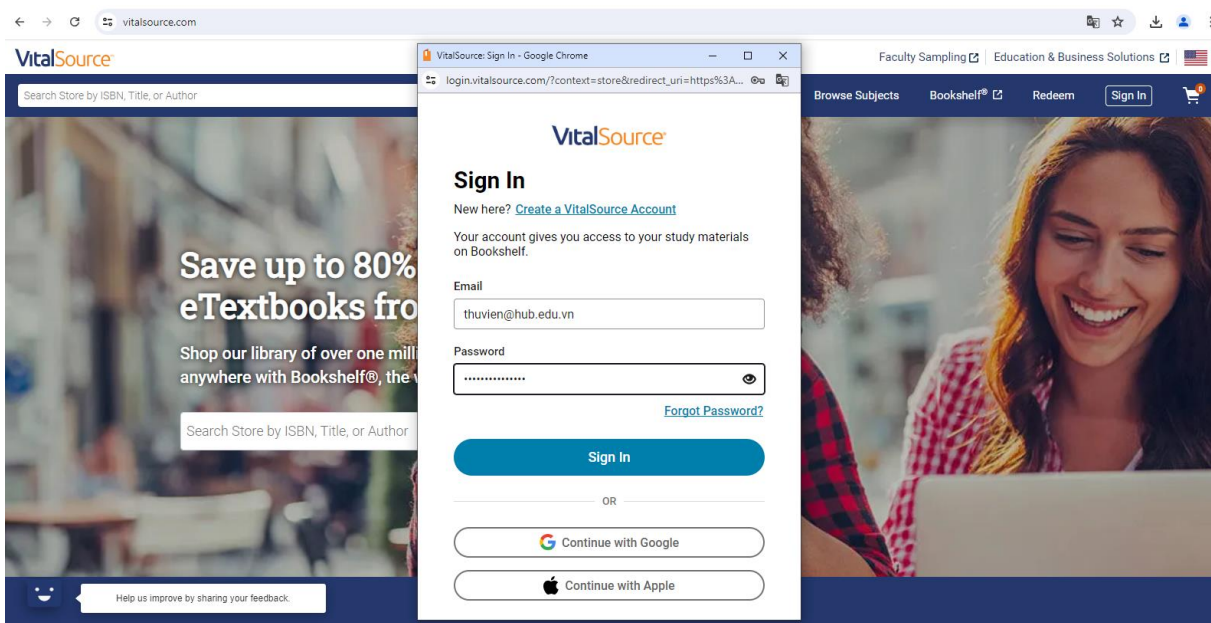 vitalsource.com
VitalSource
VitalSource: Sign In - Google Chrome
Faculty Sampling
Education & Business Solutions
login.vitalsource.com/?context=store&redirect_uri=https%3A...
Search Store by ISBN, Title, or Author
Browse Subjects
Bookshelf®
Redeem
Sign In
0
VitalSource
Sign In
New here? Create a VitalSource Account
Your account gives you access to your study materials
on Bookshelf.
Email
thuvien@hub.edu.vn
Password
Forgot Password?
Sign In
OR
Continue with Google
Continue with Apple
Save up to 80%
eTextbooks fro
Shop our library of over one milli
anywhere with Bookshelf®, the
Search Store by ISBN, Title, or Author
Help us improve by sharing your feedback.